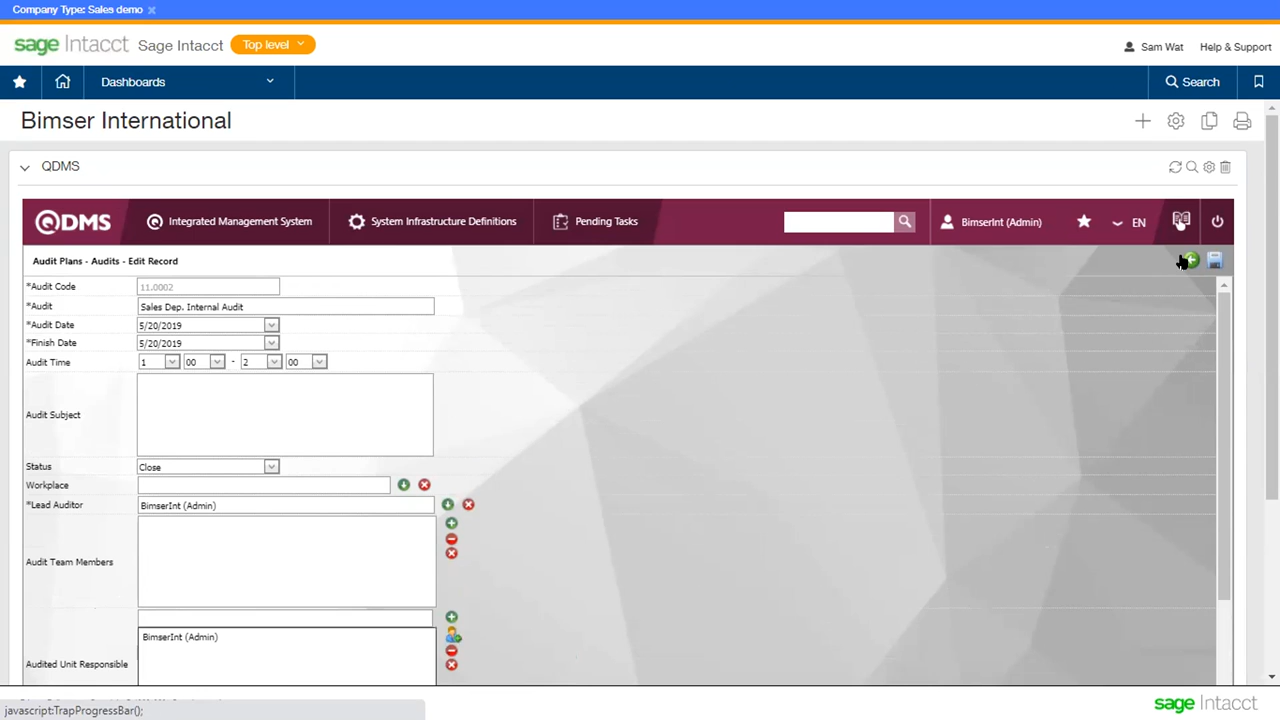 Company Type: Sales demo ×
sage Intacct Sage Intacct Top level Sam Wat Help & Support
Dashboards Search
Bimser International
QDMS
QDMS Integrated Management System System Infrastructure Definitions Pending Tasks BimserInt (Admin) EN
Audit Plans - Audits - Edit Record
*Audit Code 11.0002
*Audit Sales Dep. Internal Audit
*Audit Date 5/20/2019
*Finish Date 5/20/2019
Audit Time 1 00 - 2 00
Audit Subject
Status Close
Workplace
*Lead Auditor BimserInt (Admin)
Audit Team Members
BimserInt (Admin)
Audited Unit Responsible
javascript:TrapProgressBar();
sage Intacct